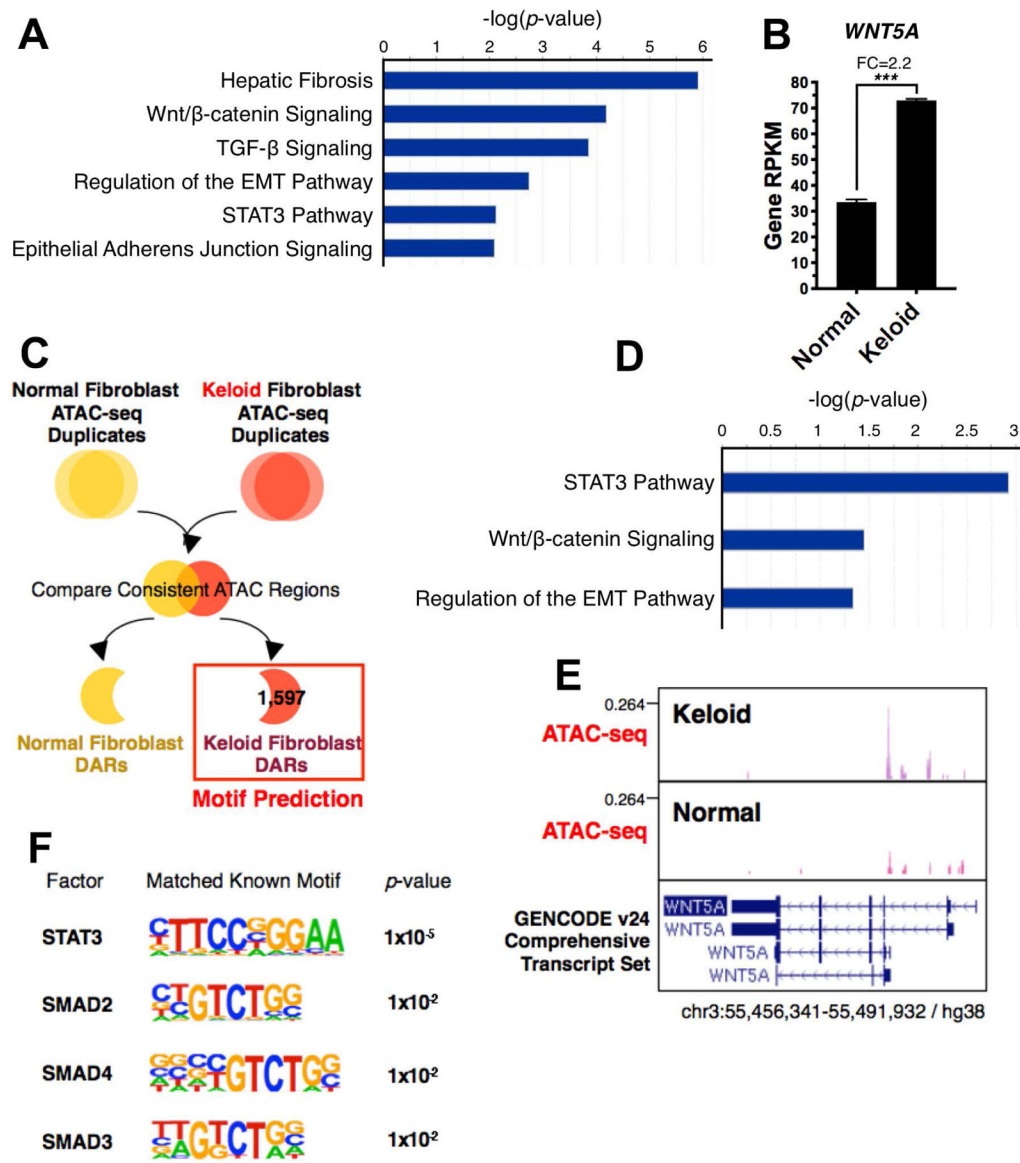 A
-log(p-value)
0 1 2 3 4 5 6
Hepatic Fibrosis
Wnt/β-catenin Signaling
TGF-β Signaling
Regulation of the EMT Pathway
STAT3 Pathway
Epithelial Adherens Junction Signaling
B
WNT5A
FC=2.2
***
Gene RPKM
80
70
60
50
40
30
20
10
0
Normal
Keloid
C
Normal Fibroblast
ATAC-seq
Duplicates
Keloid Fibroblast
ATAC-seq
Duplicates
Compare Consistent ATAC Regions
1,597
Normal Fibroblast
DARs
Keloid Fibroblast
DARs
Motif Prediction
D
-log(p-value)
0 0.5 1 1.5 2 2.5 3
STAT3 Pathway
Wnt/β-catenin Signaling
Regulation of the EMT Pathway
E
0.264
Keloid
ATAC-seq
0.264
Normal
ATAC-seq
GENCODE v24
Comprehensive
Transcript Set
WNT5A
WNT5A
WNT5A
WNT5A
chr3:55,456,341-55,491,932 / hg38
F
Factor Matched Known Motif p-value
STAT3 CTTCCGGGAA 1x10-5
SMAD2 CTGTCTGG 1x10-2
SMAD4 GGCCGTCTGG 1x10-2
SMAD3 TTGTCTGG 1x10-2